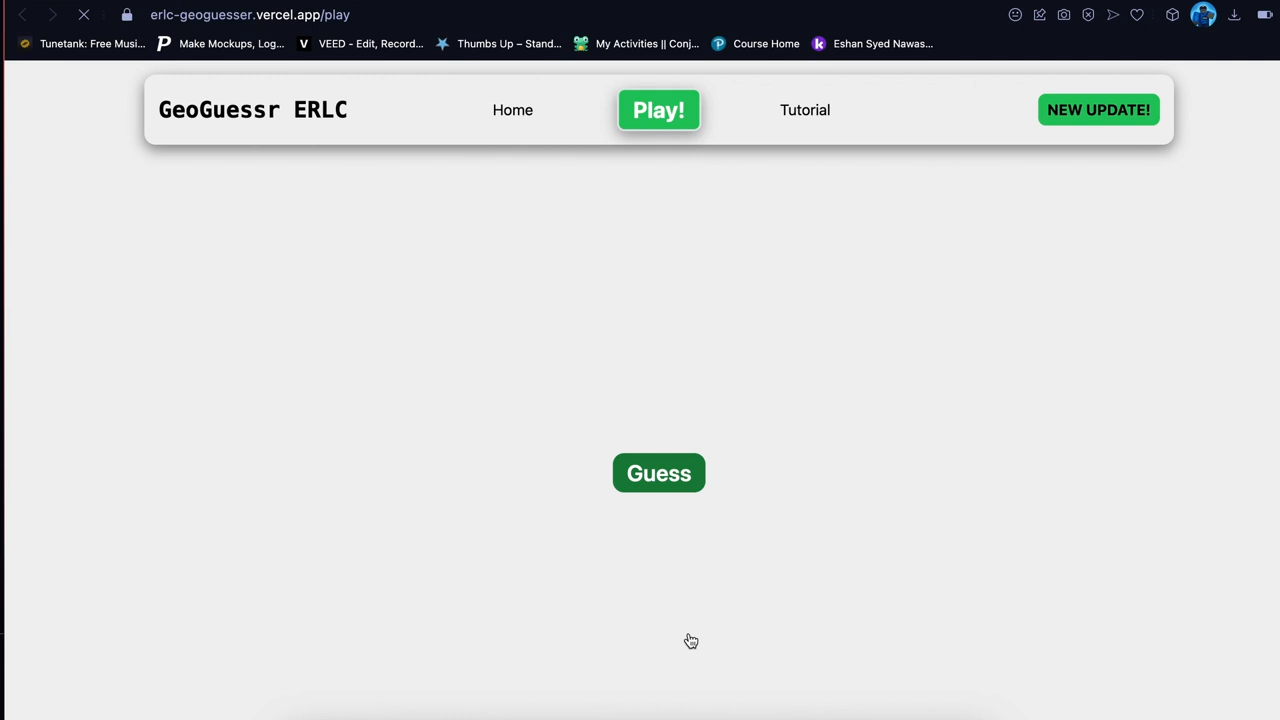 erlc-geoguesser.vercel.app/play
Tunetank: Free Musi... Make Mockups, Log... VEED - Edit, Record... Thumbs Up – Stand... My Activities || Conj... Course Home Eshan Syed Nawas...
GeoGuessr ERLC Home Play! Tutorial NEW UPDATE!
Guess